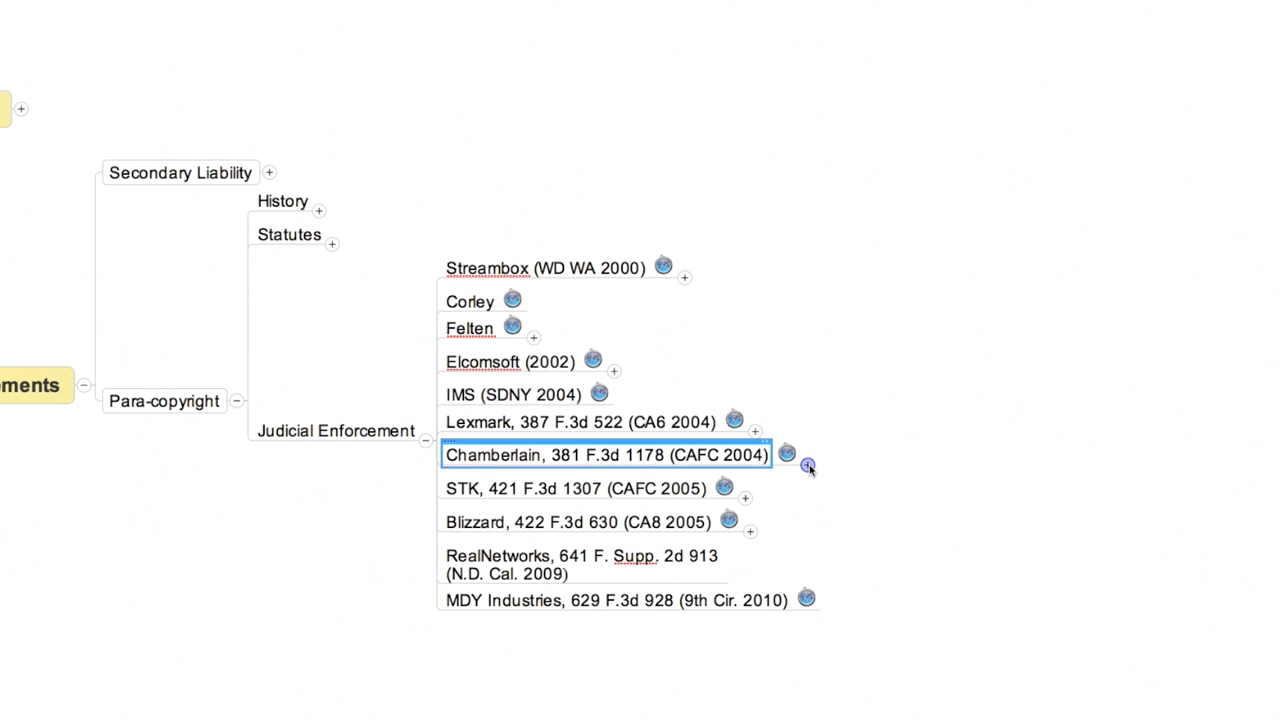 Secondary Liability
History
Statutes
Streambox (WD WA 2000)
Corley
Felten
Elcomsoft (2002)
ements
IMS (SDNY 2004)
Para-copyright
Lexmark, 387 F.3d 522 (CA6 2004)
Judicial Enforcement
Chamberlain, 381 F.3d 1178 (CAFC 2004)
STK, 421 F.3d 1307 (CAFC 2005)
Blizzard, 422 F.3d 630 (CA8 2005)
RealNetworks, 641 F. Supp. 2d 913
(N.D. Cal. 2009)
MDY Industries, 629 F.3d 928 (9th Cir. 2010)